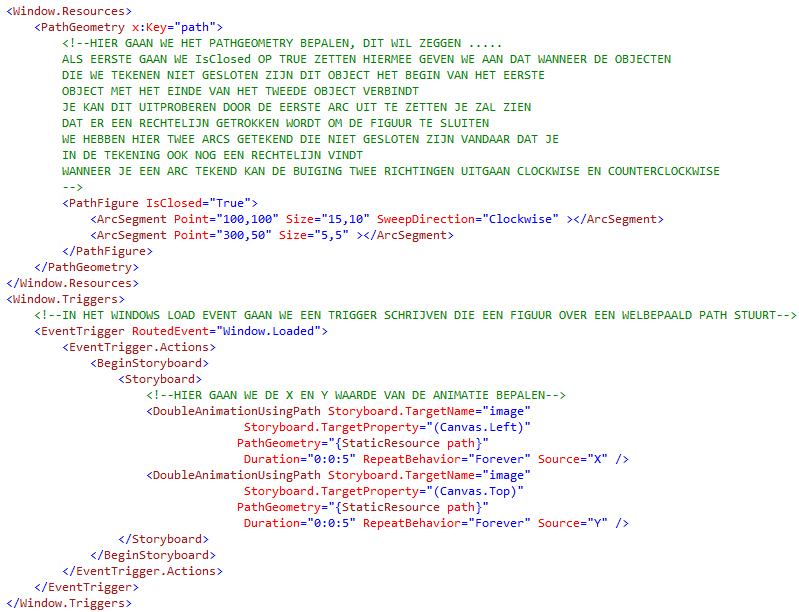 <Window.Resources>
<PathGeometry x:Key="path">
<!--HIER GAAN WE HET PATHGEOMETRY BEPALEN, DIT WIL ZEGGEN .....
ALS EERSTE GAAN WE IsClosed OP TRUE ZETTEN HIERMEE GEVEN WE AAN DAT WANNEER DE OBJECTEN
DIE WE TEKENEN NIET GESLOTEN ZIJN DIT OBJECT HET BEGIN VAN HET EERSTE
OBJECT MET HET EINDE VAN HET TWEEDE OBJECT VERBINDT
JE KAN DIT UITPROBEREN DOOR DE EERSTE ARC UIT TE ZETTEN JE ZAL ZIEN
DAT ER EEN RECHTELIJN GETROKKEN WORDT OM DE FIGUUR TE SLUITEN
WE HEBBEN HIER TWEE ARCS GETEKEND DIE NIET GESLOTEN ZIJN VANDAAR DAT JE
IN DE TEKENING OOK NOG EEN RECHTELIJN VINDT
WANNEER JE EEN ARC TEKEND KAN DE BUIGING TWEE RICHTINGEN UITGAAN CLOCKWISE EN COUNTERCLOCKWISE
-->
<PathFigure IsClosed="True">
<ArcSegment Point="100,100" Size="15,10" SweepDirection="Clockwise" ></ArcSegment>
<ArcSegment Point="300,50" Size="5,5" ></ArcSegment>
</PathFigure>
</PathGeometry>
</Window.Resources>
<Window.Triggers>
<!--IN HET WINDOWS LOAD EVENT GAAN WE EEN TRIGGER SCHRIJVEN DIE EEN FIGUUR OVER EEN WELBEPAALD PATH STUURT-->
<EventTrigger RoutedEvent="Window.Loaded">
<EventTrigger.Actions>
<BeginStoryboard>
<Storyboard>
<!--HIER GAAN WE DE X EN Y WAARDE VAN DE ANIMATIE BEPALEN-->
<DoubleAnimationUsingPath Storyboard.TargetName="image"
Storyboard.TargetProperty="(Canvas.Left)"
PathGeometry="{StaticResource path}"
Duration="0:0:5" RepeatBehavior="Forever" Source="X" />
<DoubleAnimationUsingPath Storyboard.TargetName="image"
Storyboard.TargetProperty="(Canvas.Top)"
PathGeometry="{StaticResource path}"
Duration="0:0:5" RepeatBehavior="Forever" Source="Y" />
</Storyboard>
</BeginStoryboard>
</EventTrigger.Actions>
</EventTrigger>
</Window.Triggers>